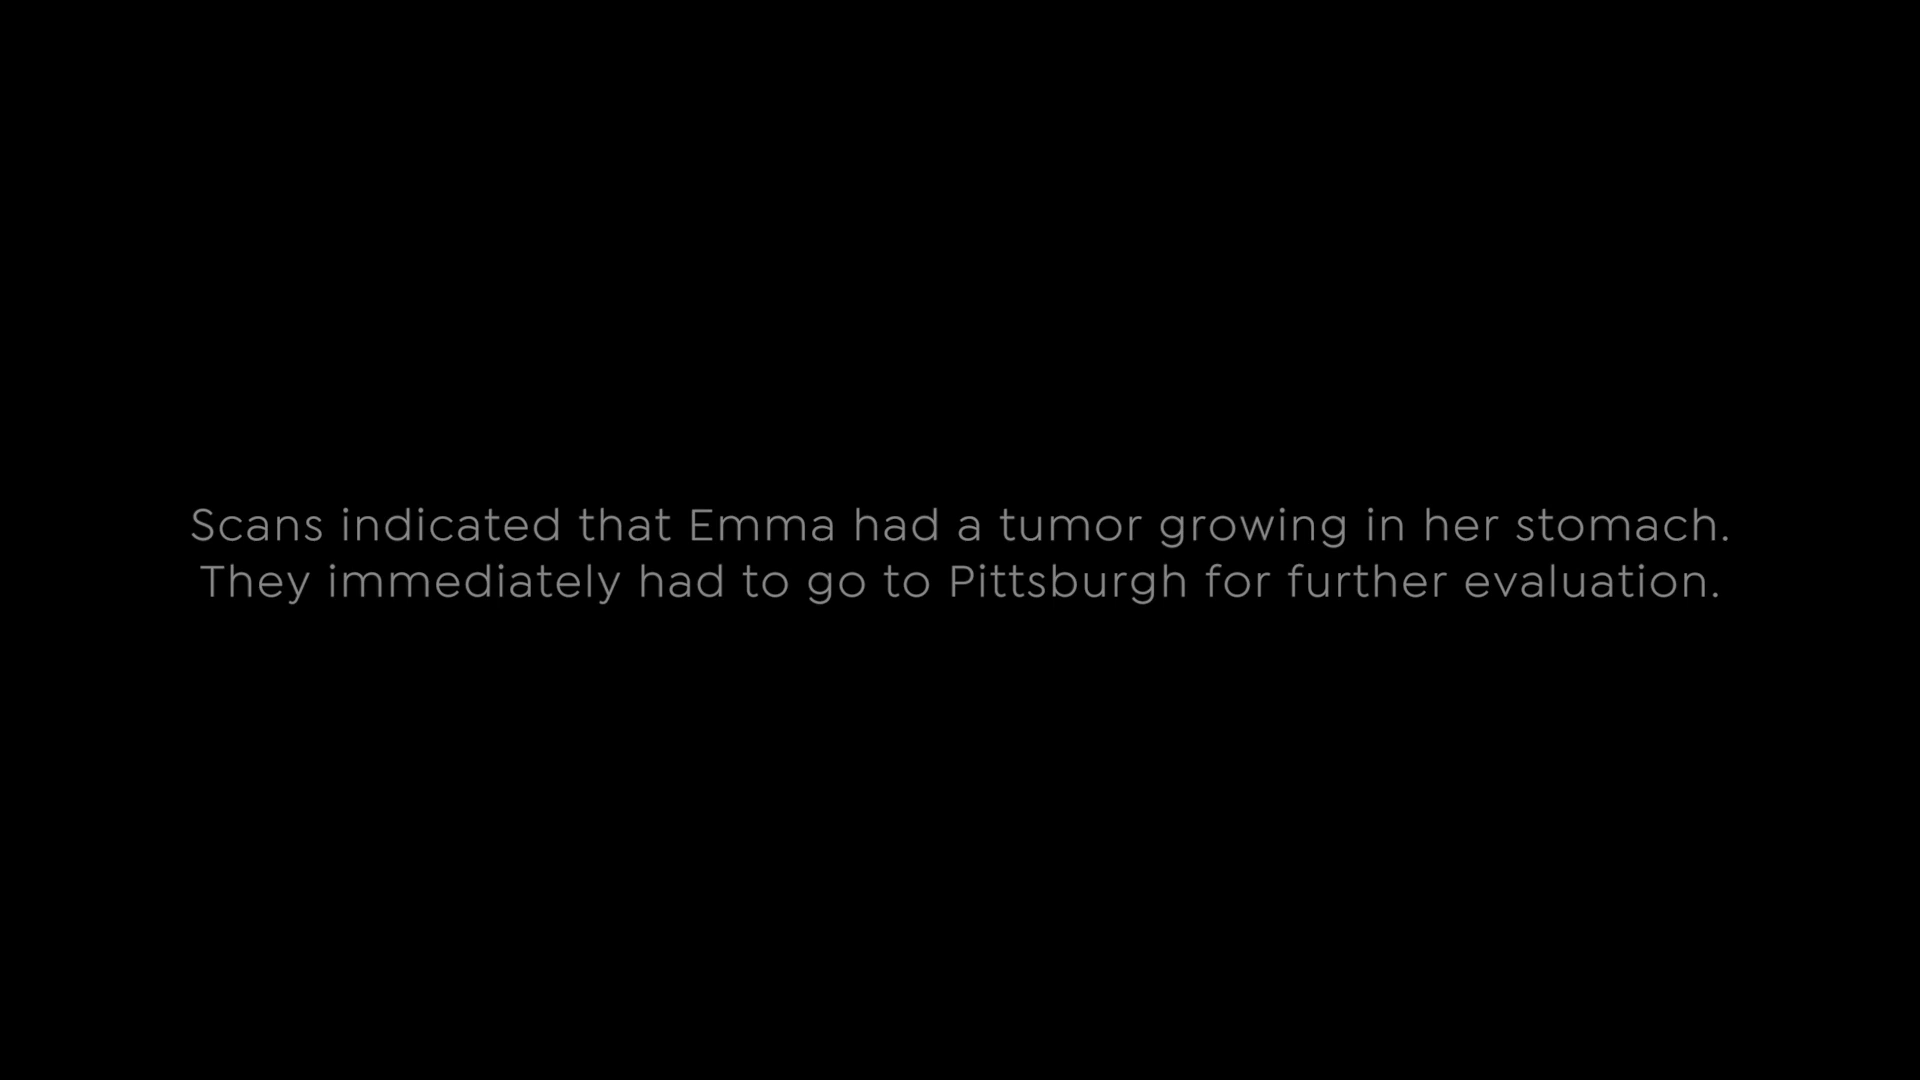 Scans indicated that Emma had a tumor growing in her stomach.
They immediately had to go to Pittsburgh for further evaluation.